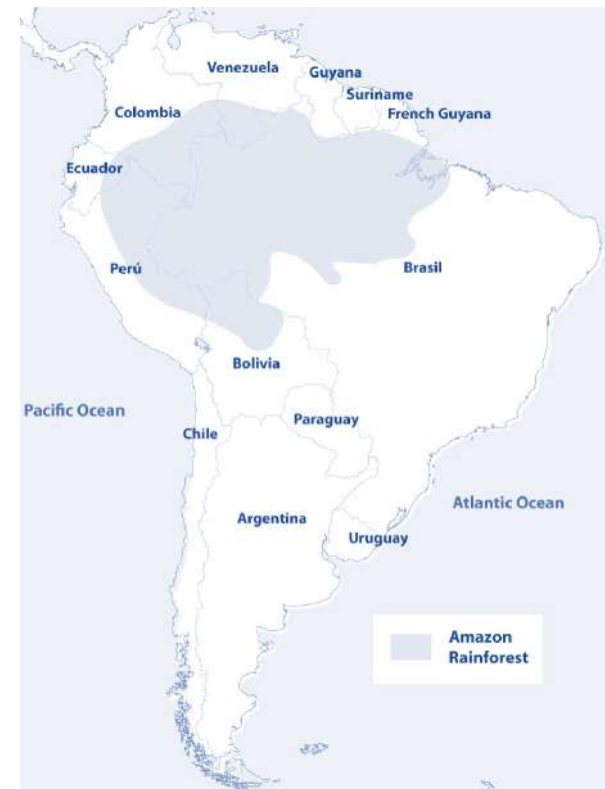 Venezuela
Guyana
Suriname
French Guyana
Colombia
Ecuador
Perú
Brasil
Bolivia
Pacific Ocean
Paraguay
Chile
Atlantic Ocean
Argentina
Uruguay
Amazon
Rainforest